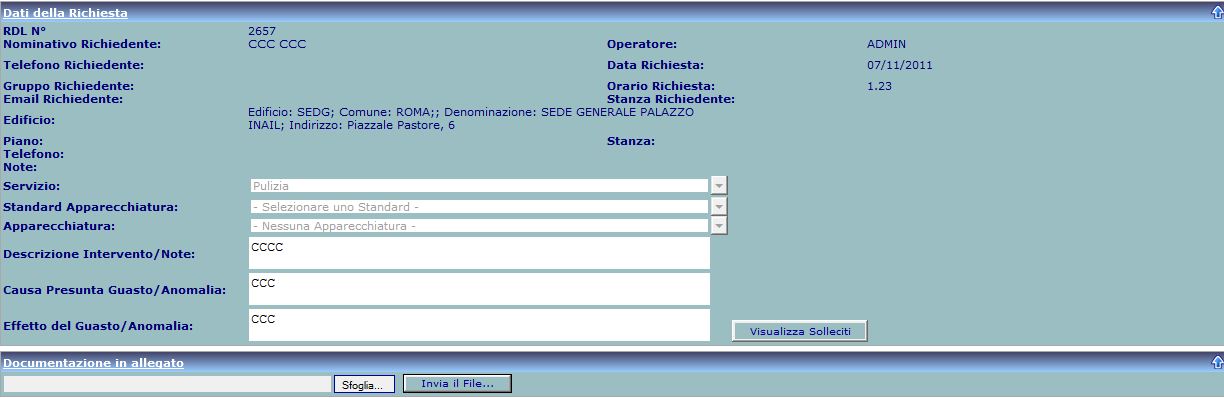 Dati della Richiesta
RDL N° 2657
Nominativo Richiedente: CCC CCC Operatore: ADMIN
Telefono Richiedente: Data Richiesta: 07/11/2011
Gruppo Richiedente: Orario Richiesta: 1.23
Email Richiedente: Stanza Richiedente:
Edificio: Edificio: SEDG; Comune: ROMA;; Denominazione: SEDE GENERALE PALAZZO
INAIL; Indirizzo: Piazzale Pastore, 6
Piano: Stanza:
Telefono:
Note:
Servizio: Pulizia
Standard Apparecchiatura: - Selezionare uno Standard -
Apparecchiatura: - Nessuna Apparecchiatura -
Descrizione Intervento/Note: CCCC
Causa Presunta Guasto/Anomalia: CCC
Effetto del Guasto/Anomalia: CCC
Visualizza Solleciti
Documentazione in allegato
Sfoglia... Invia il File...